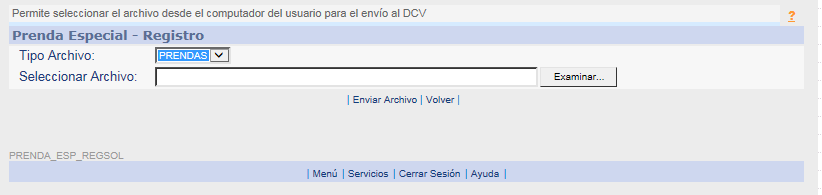 Permite seleccionar el archivo desde el computador del usuario para el envío al DCV
?
Prenda Especial - Registro
Tipo Archivo: PRENDAS
Seleccionar Archivo: Examinar...
| Enviar Archivo | Volver |
PRENDA_ESP_REGSOL
| Menú | Servicios | Cerrar Sesión | Ayuda |